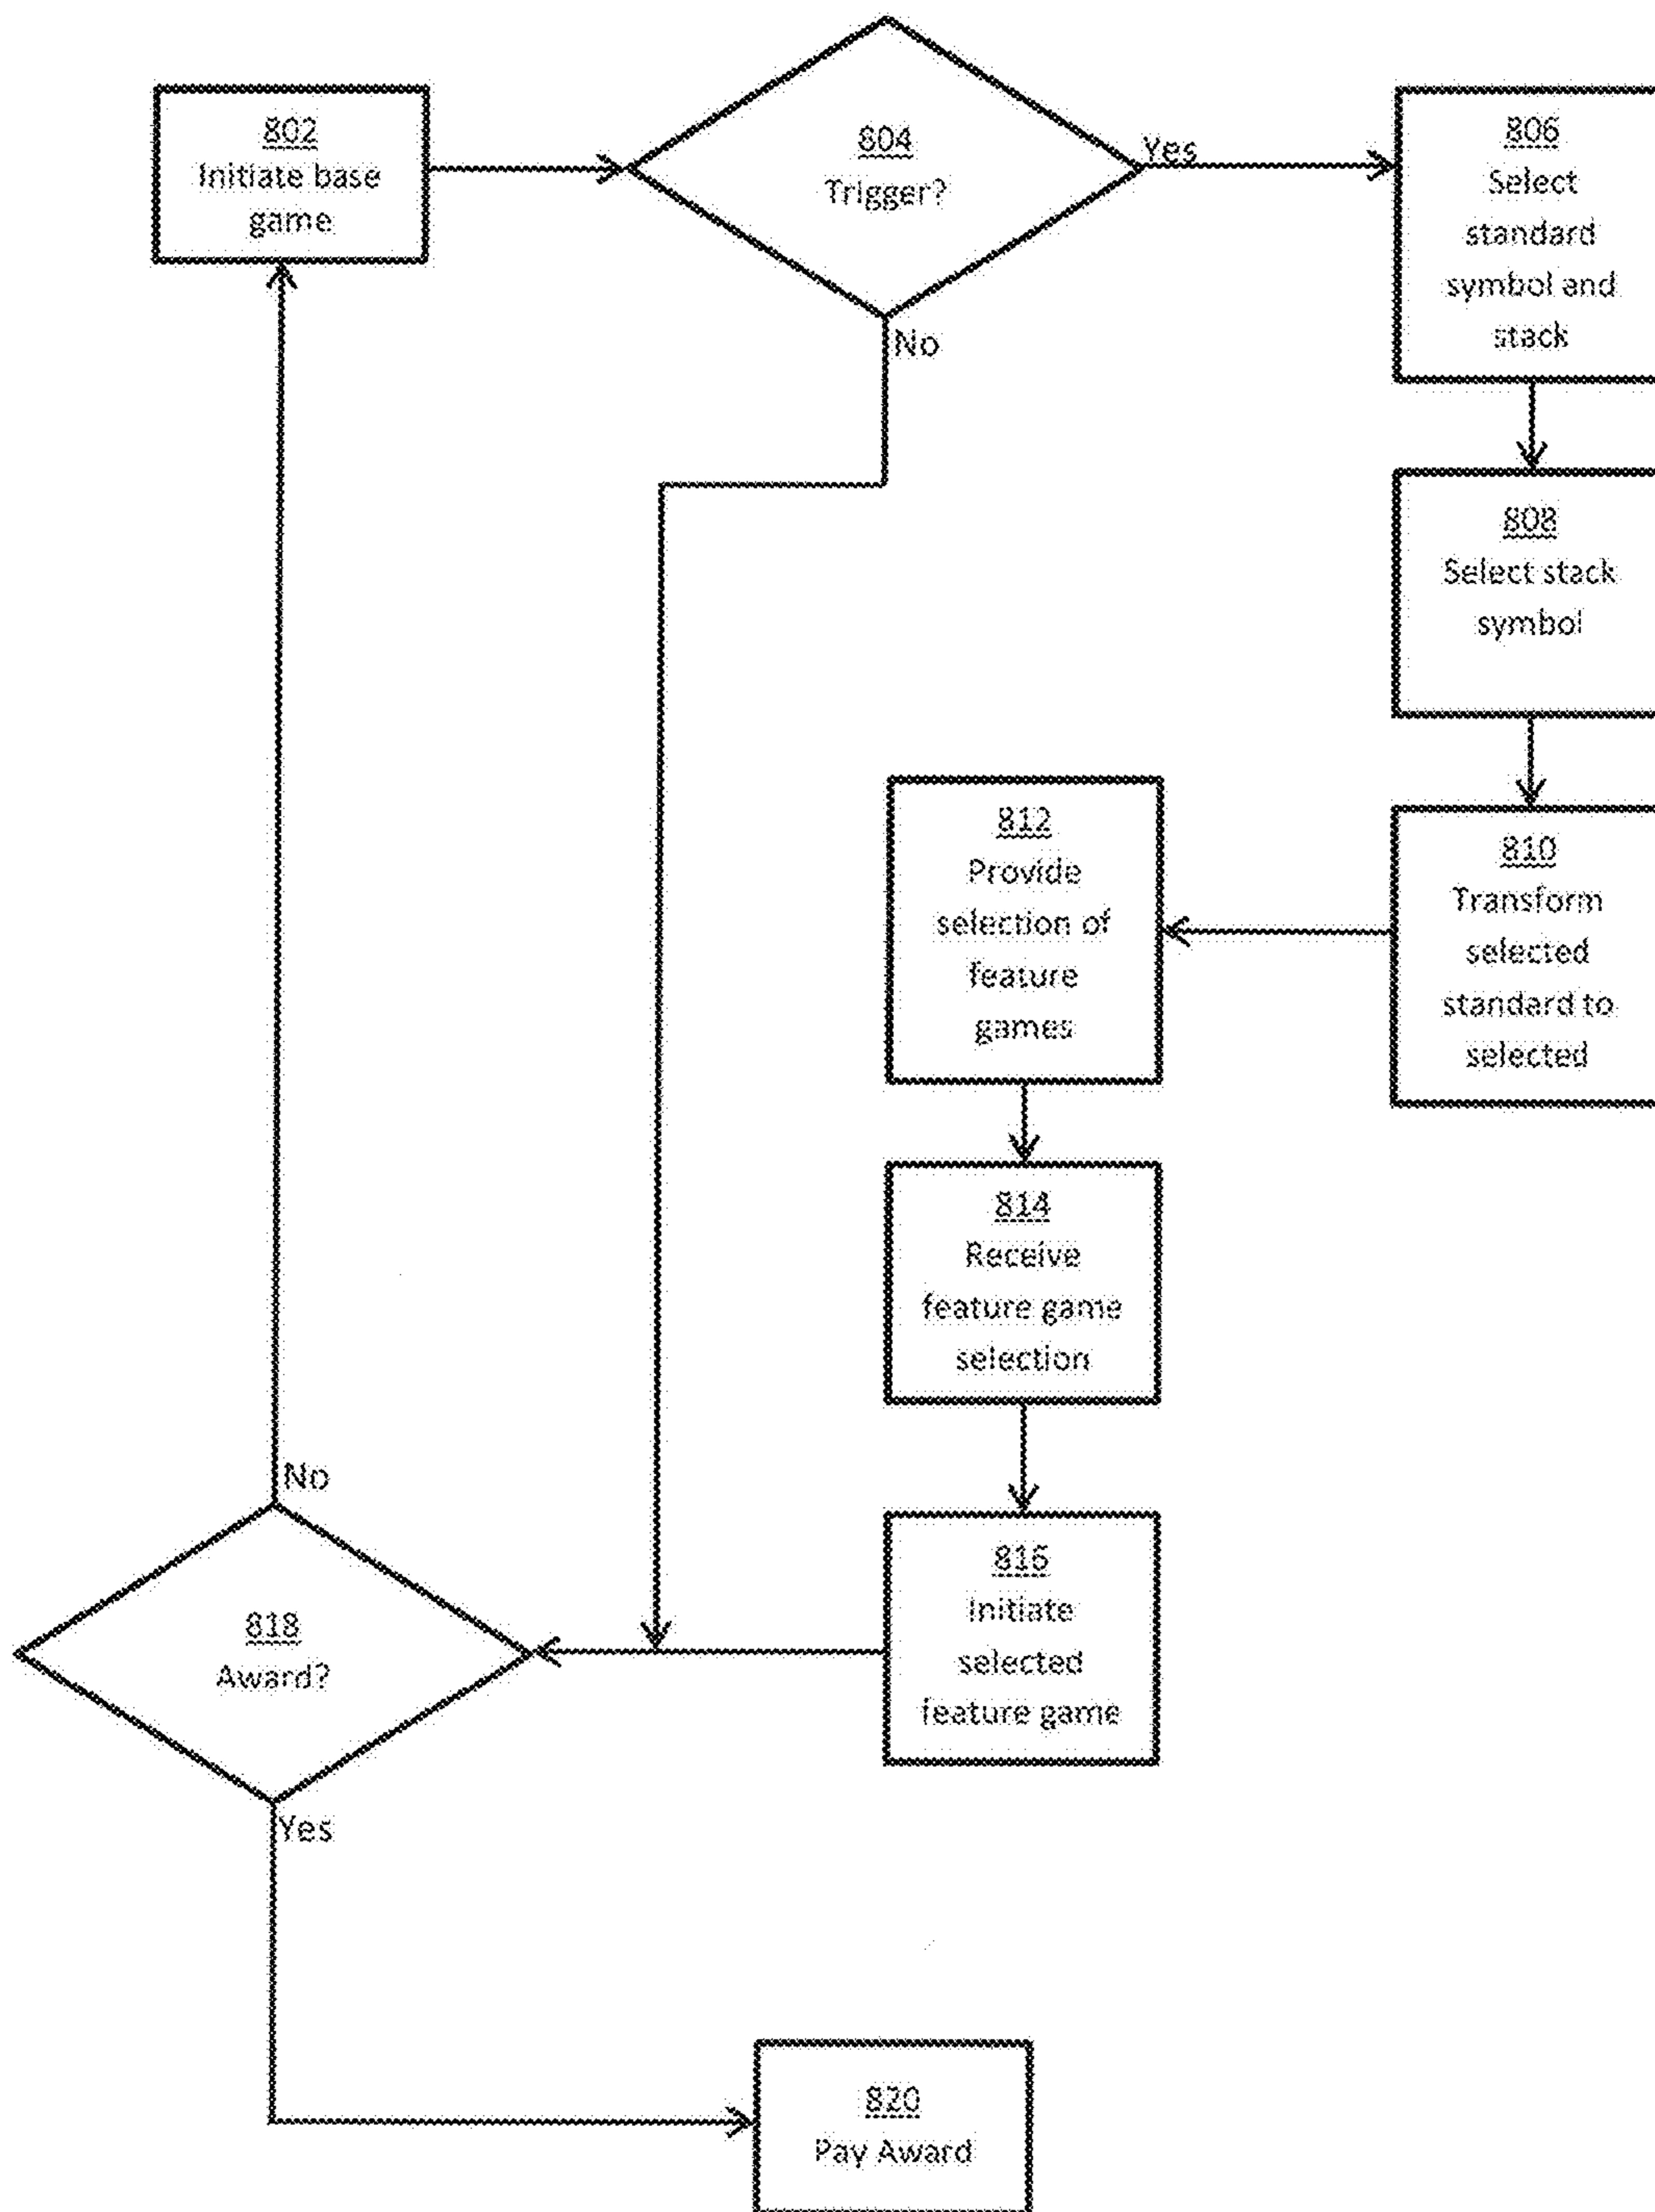 802
Initiate base
game
804
Trigger?
Yes
No
806
Select
standard
symbol and
stack
808
Select stack
symbol
810
Transform
selected
standard to
selected
812
Provide
selection of
feature
games
814
Receive
feature game
selection
816
Initiate
selected
feature game
No
818
Award?
Yes
820
Pay Award